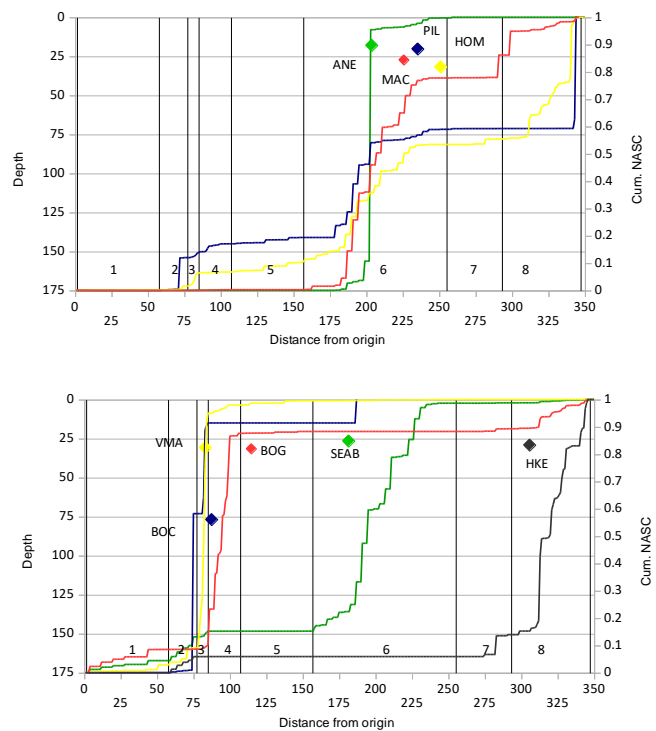 0 1
PIL
25 ANE HOM 0.9
MAC 0.8
50 0.7
75 0.6
Depth 100 0.5 Cum. NASC
0.4
125 0.3
150 0.2
1 2 3 4 5 6 7 8 0.1
175 0
0 25 50 75 100 125 150 175 200 225 250 275 300 325 350
Distance from origin
0 1
0.9
25 VMA BOG SEAB HKE 0.8
50 0.7
75 BOC 0.6
Depth 100 0.5 Cum. NASC
0.4
125 0.3
150 0.2
1 2 3 4 5 6 7 8 0.1
175 0
0 25 50 75 100 125 150 175 200 225 250 275 300 325 350
Distance from origin